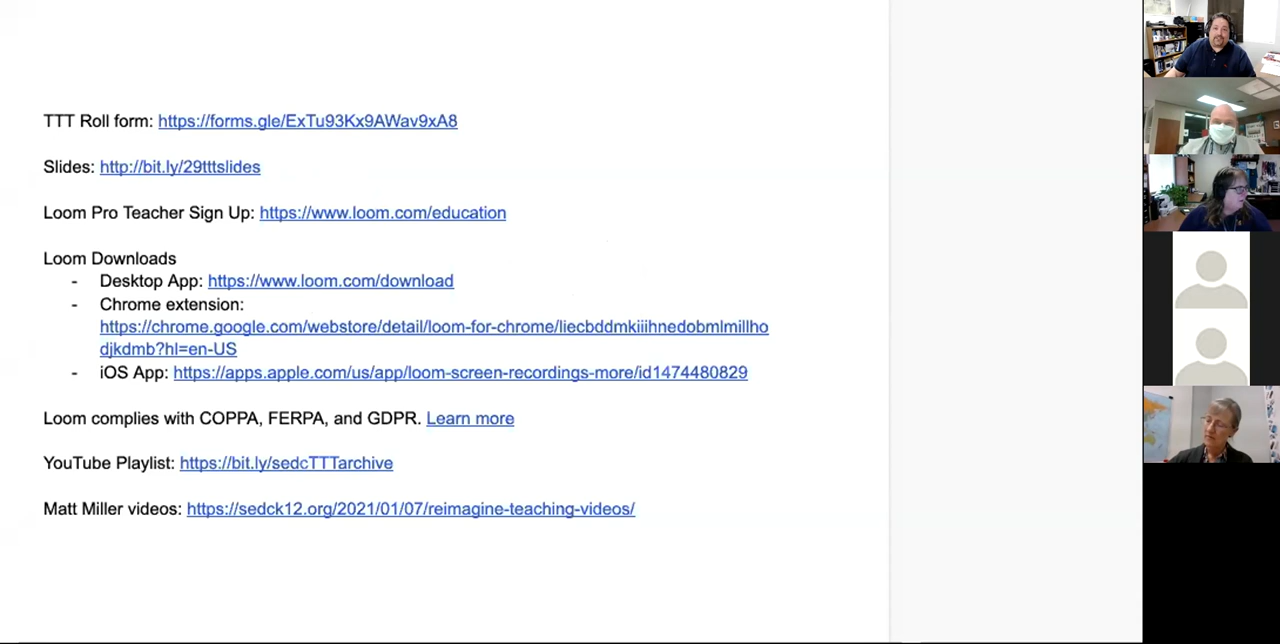 TTT Roll form: https://forms.gle/ExTu93Kx9AWav9xA8
Slides: http://bit.ly/29tttslides
Loom Pro Teacher Sign Up: https://www.loom.com/education
Loom Downloads
- Desktop App: https://www.loom.com/download
- Chrome extension:
https://chrome.google.com/webstore/detail/loom-for-chrome/liecbddmkiiihnedobmlmillho
djkdmb?hl=en-US
- iOS App: https://apps.apple.com/us/app/loom-screen-recordings-more/id1474480829
Loom complies with COPPA, FERPA, and GDPR. Learn more
YouTube Playlist: https://bit.ly/sedcTTTarchive
Matt Miller videos: https://sedck12.org/2021/01/07/reimagine-teaching-videos/